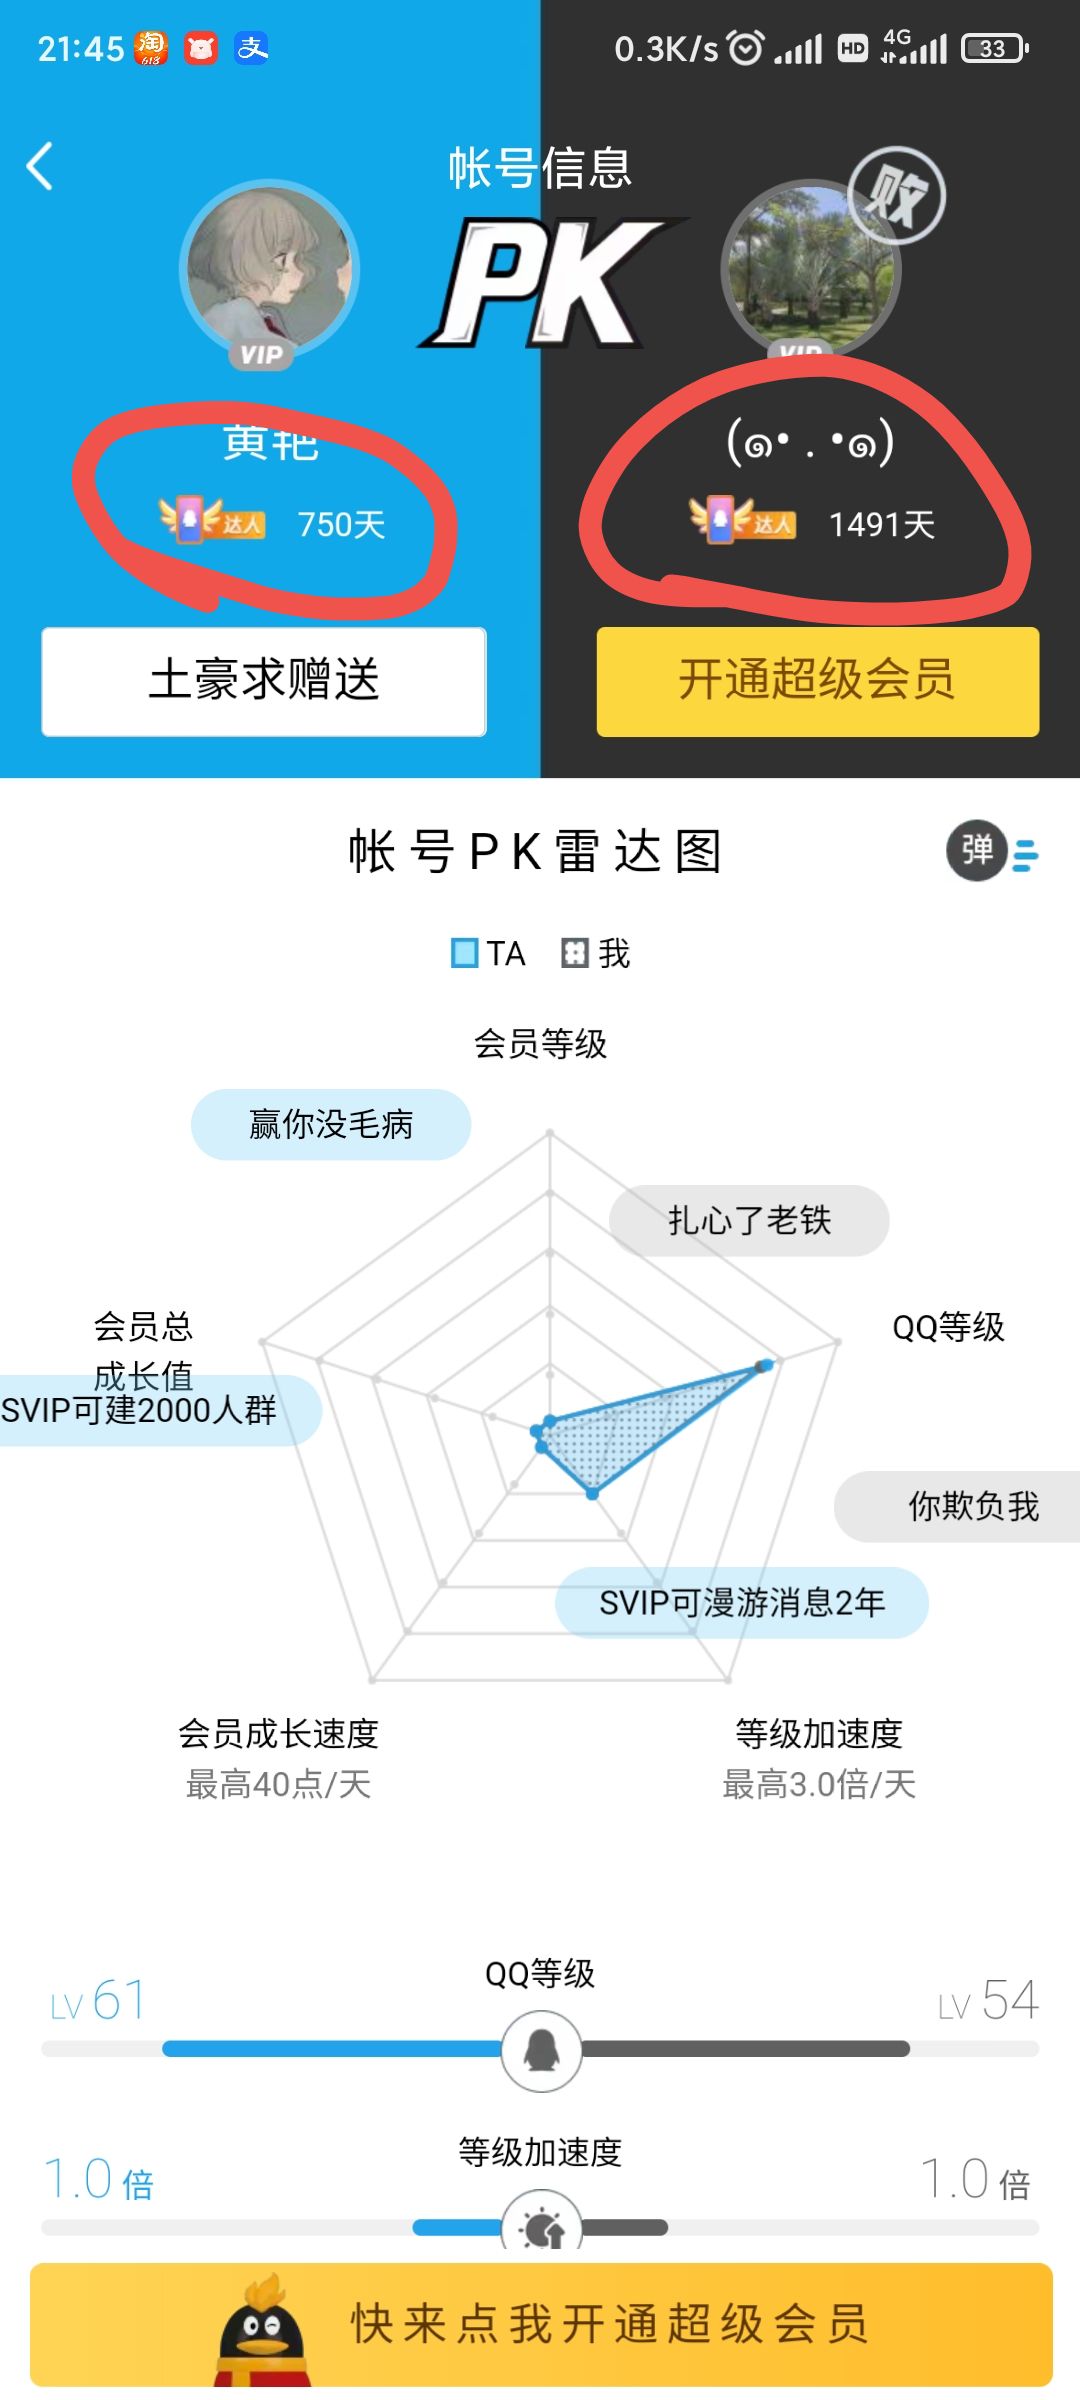 21:45
0.3K/s
HD
4G
33
帐号信息
败
PK
VIP
VIP
黄艳
(๑• . •๑)
达人 750天
达人 1491天
土豪求赠送
开通超级会员
帐号PK雷达图
弹
TA 我
会员等级
赢你没毛病
扎心了老铁
会员总
成长值
QQ等级
SVIP可建2000人群
你欺负我
SVIP可漫游消息2年
会员成长速度
最高40点/天
等级加速度
最高3.0倍/天
QQ等级
LV 61
LV 54
等级加速度
1.0 倍
1.0 倍
快来点我开通超级会员